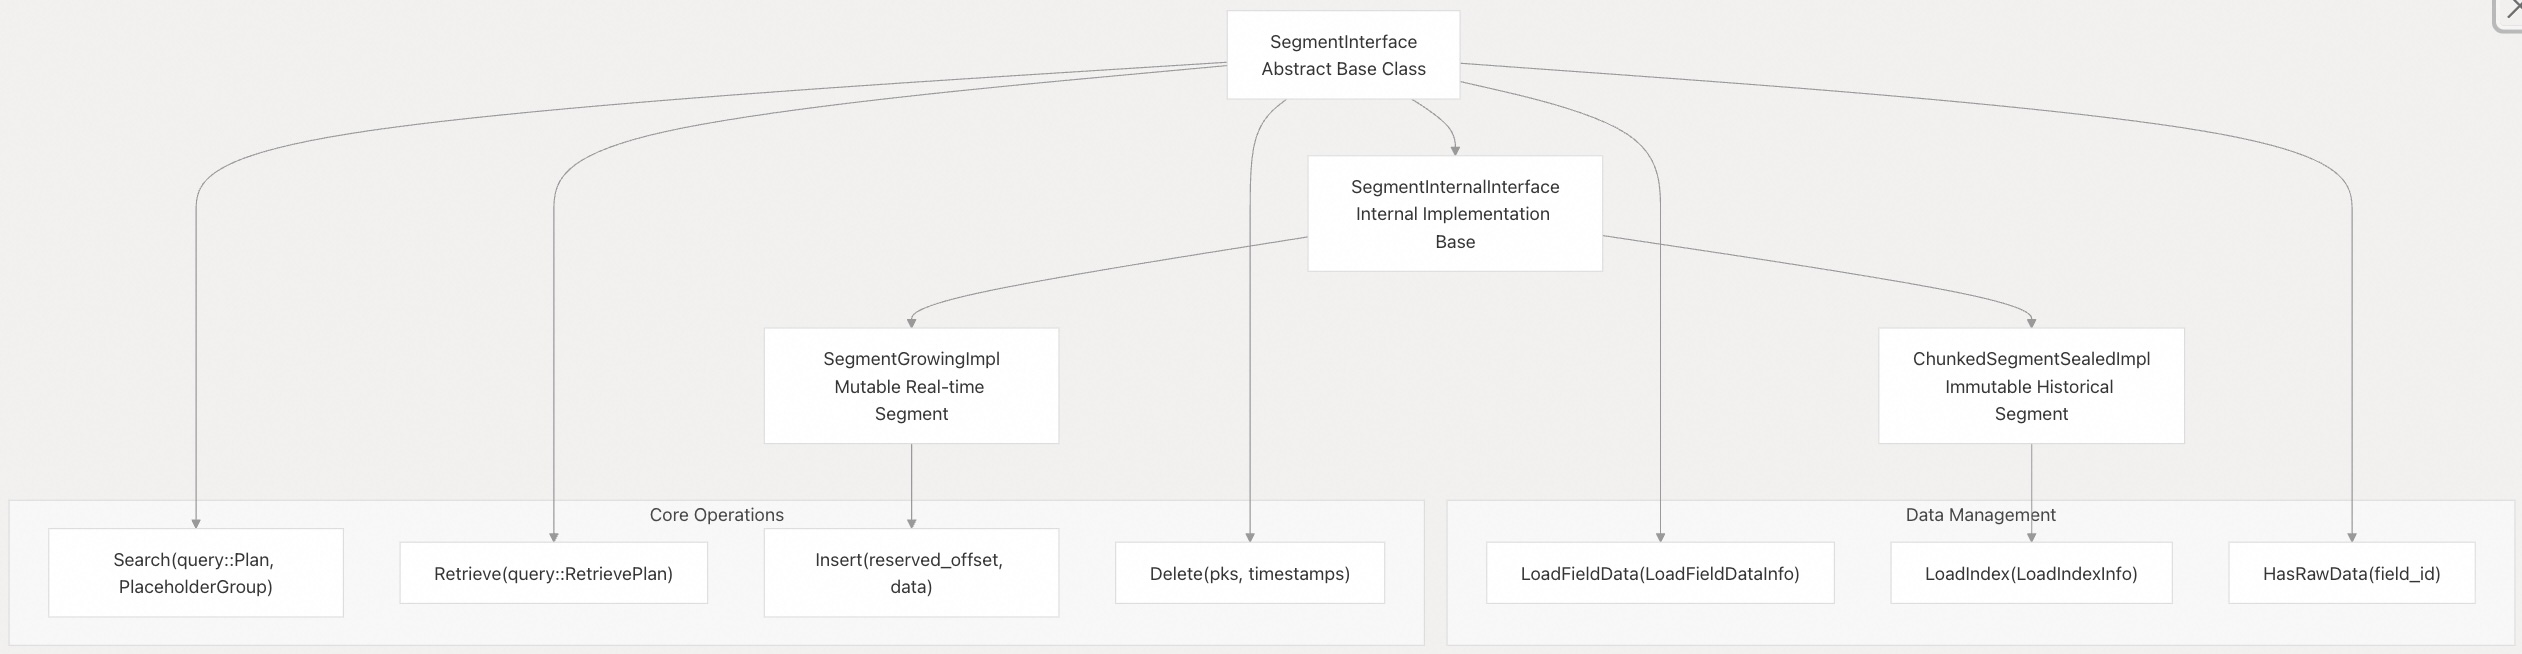 SegmentInterface
Abstract Base Class
SegmentInternalInterface
Internal Implementation
Base
SegmentGrowingImpl
Mutable Real-time
Segment
ChunkedSegmentSealedImpl
Immutable Historical
Segment
Core Operations
Search(query::Plan,
PlaceholderGroup)
Retrieve(query::RetrievePlan)
Insert(reserved_offset,
data)
Delete(pks, timestamps)
Data Management
LoadFieldData(LoadFieldDataInfo)
LoadIndex(LoadIndexInfo)
HasRawData(field_id)